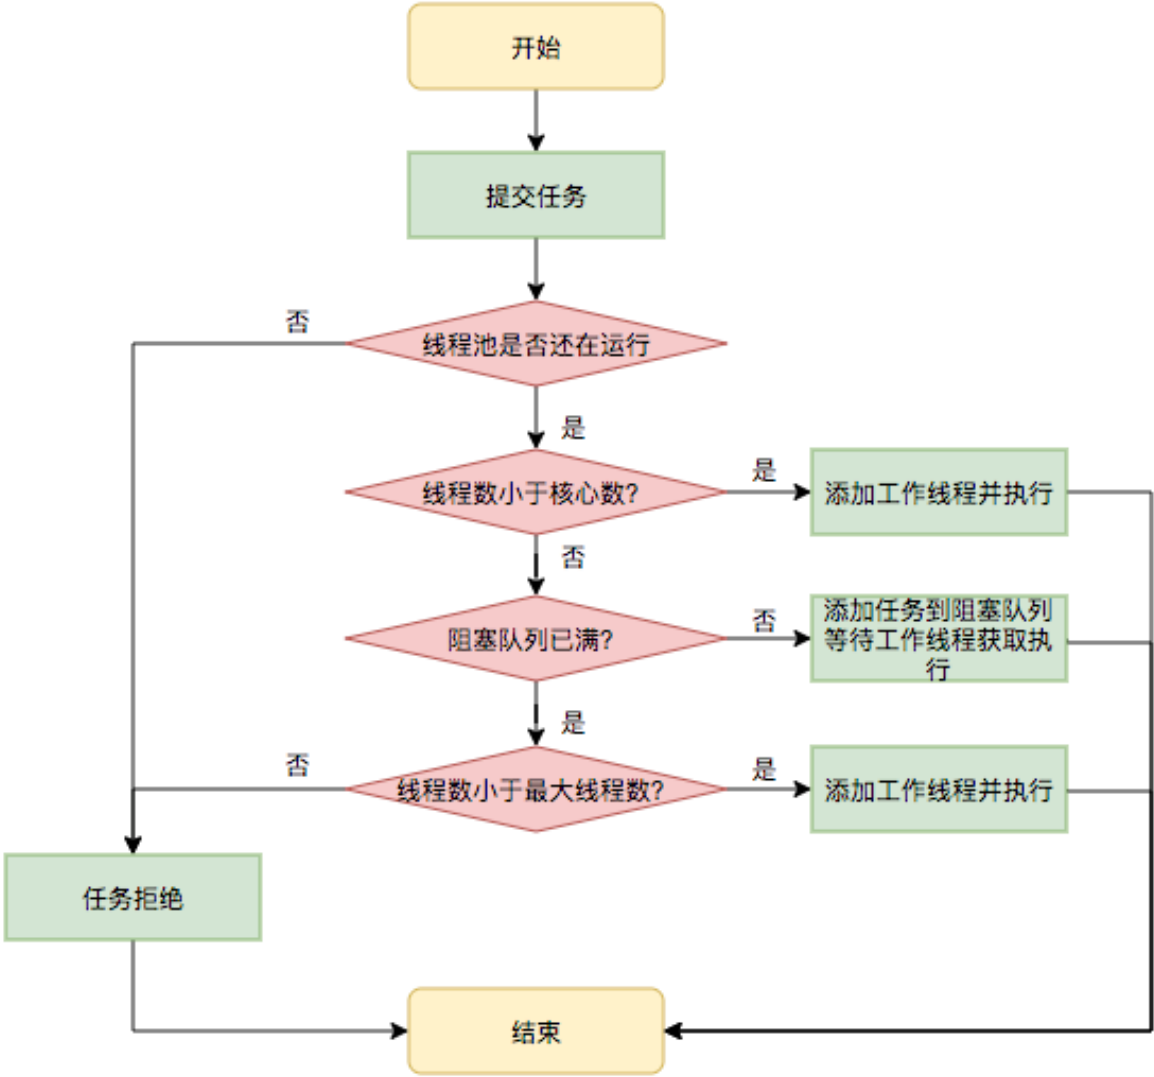 开始
提交任务
否
线程池是否还在运行
是
线程数小于核心数?
是
添加工作线程并执行
否
阻塞队列已满?
否
添加任务到阻塞队列
等待工作线程获取执
行
是
否
线程数小于最大线程数?
是
添加工作线程并执行
任务拒绝
结束